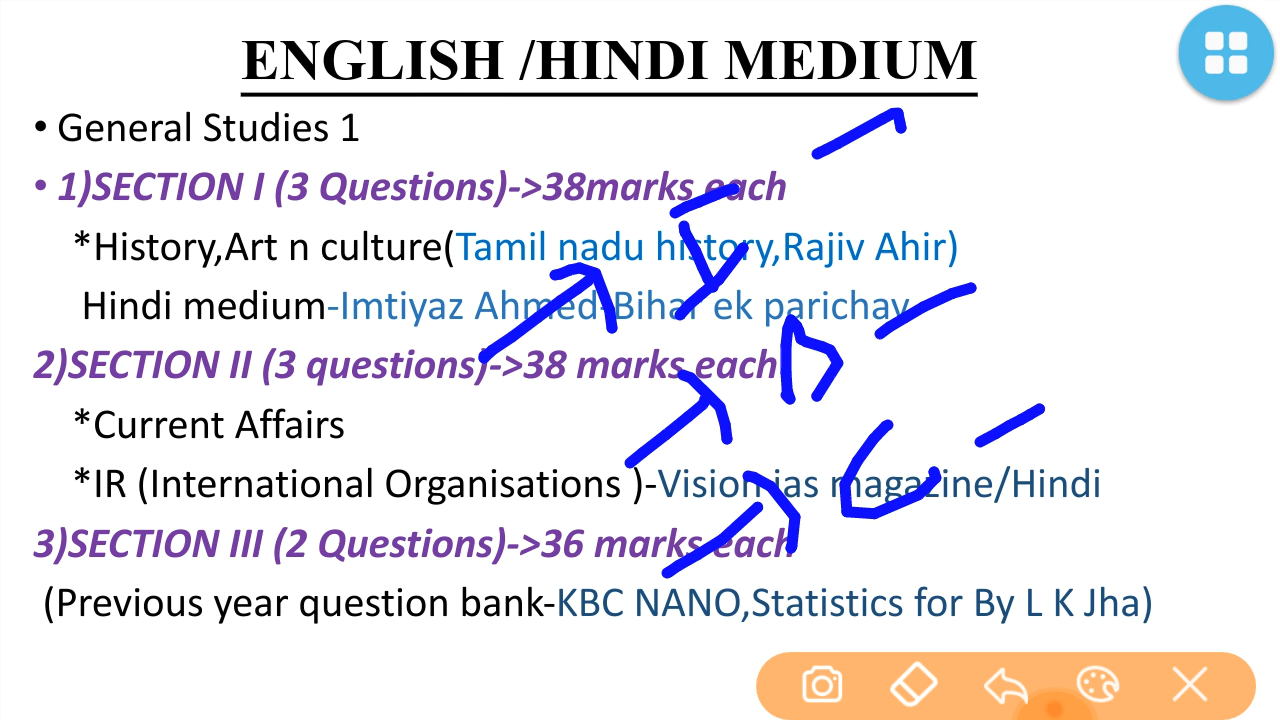 ENGLISH /HINDI MEDIUM
• General Studies 1
• 1)SECTION I (3 Questions)->38marks each
*History,Art n culture(Tamil nadu history,Rajiv Ahir)
Hindi medium-Imtiyaz Ahmed-Bihar ek parichay
2)SECTION II (3 questions)->38 marks each
*Current Affairs
*IR (International Organisations )-Vision ias magazine/Hindi
3)SECTION III (2 Questions)->36 marks each
(Previous year question bank-KBC NANO,Statistics for By L K Jha)